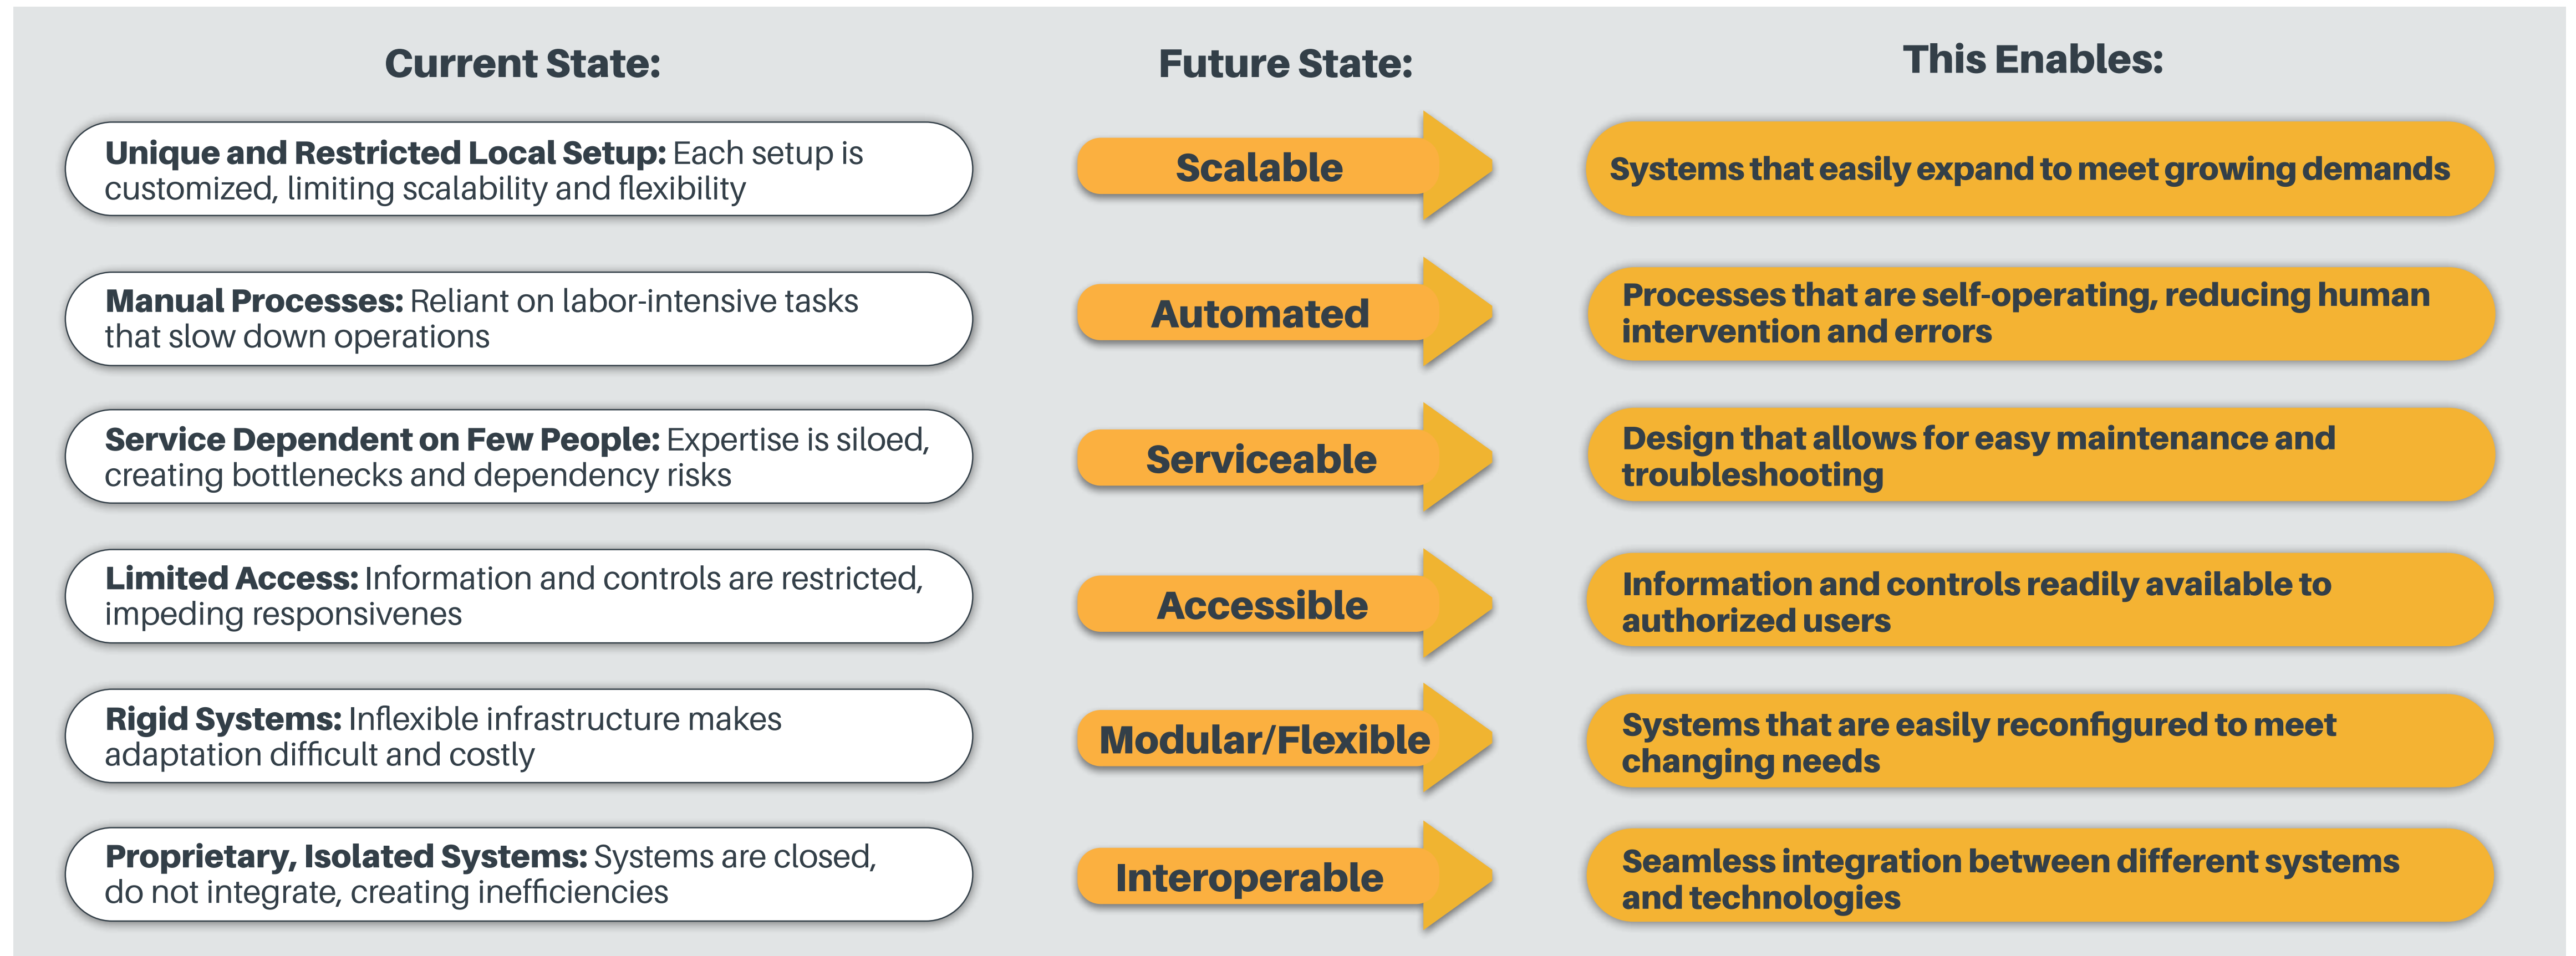 Current State:
Future State:
This Enables:
Unique and Restricted Local Setup: Each setup is
customized, limiting scalability and flexibility
Scalable
Systems that easily expand to meet growing demands
Manual Processes: Reliant on labor-intensive tasks
that slow down operations
Automated
Processes that are self-operating, reducing human
intervention and errors
Service Dependent on Few People: Expertise is siloed,
creating bottlenecks and dependency risks
Serviceable
Design that allows for easy maintenance and
troubleshooting
Limited Access: Information and controls are restricted,
impeding responsivenes
Accessible
Information and controls readily available to
authorized users
Rigid Systems: Inflexible infrastructure makes
adaptation difficult and costly
Modular/Flexible
Systems that are easily reconfigured to meet
changing needs
Proprietary, Isolated Systems: Systems are closed,
do not integrate, creating inefficiencies
Interoperable
Seamless integration between different systems
and technologies